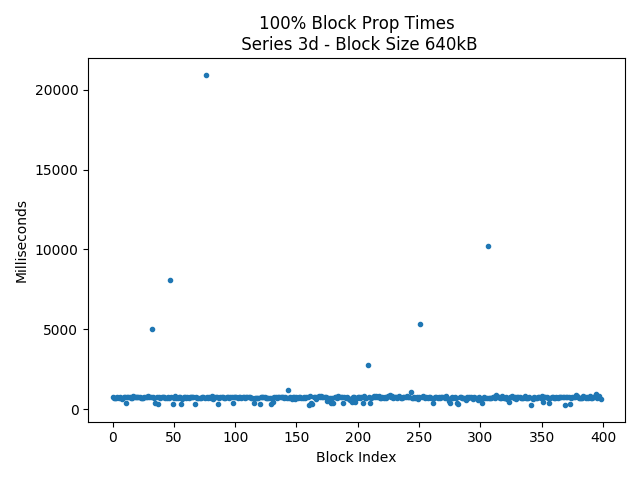 100% Block Prop Times
Series 3d - Block Size 640kB
20000
15000
10000
5000
0
Milliseconds
0 50 100 150 200 250 300 350 400
Block Index